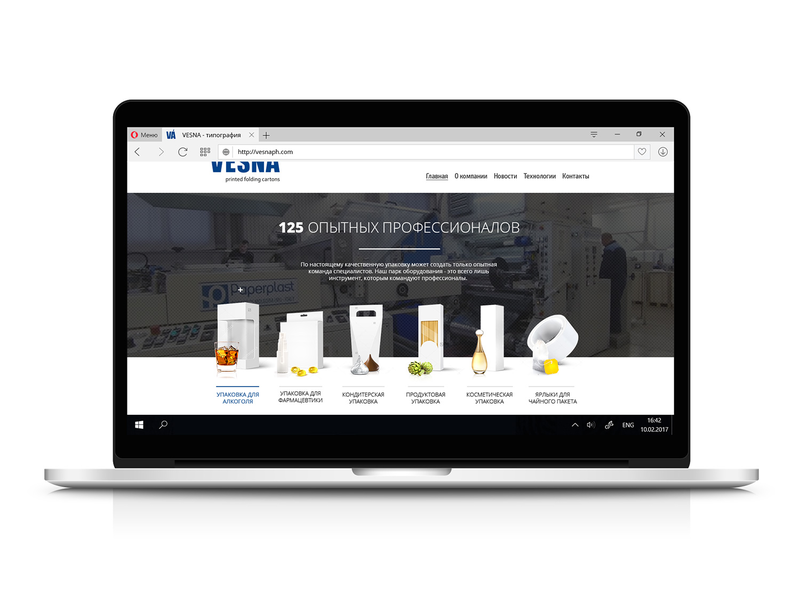 Меню
VÁ
VESNA - типография
http://vesnaph.com
VESNA
printed folding cartons
Главная О компании Новости Технологии Контакты
125 ОПЫТНЫХ ПРОФЕССИОНАЛОВ
По настоящему качественную упаковку может создать только опытная
команда специалистов. Наш парк оборудования - это всего лишь
инструмент, которым командуют профессионалы.
paperplast
УПАКОВКА ДЛЯ
АЛКОГОЛЯ
УПАКОВКА ДЛЯ
ФАРМАЦЕВТИКИ
КОНДИТЕРСКАЯ
УПАКОВКА
ПРОДУКТОВАЯ
УПАКОВКА
КОСМЕТИЧЕСКАЯ
УПАКОВКА
ЯРЛЫКИ ДЛЯ
ЧАЙНОГО ПАКЕТА
ENG
16:42
10.02.2017